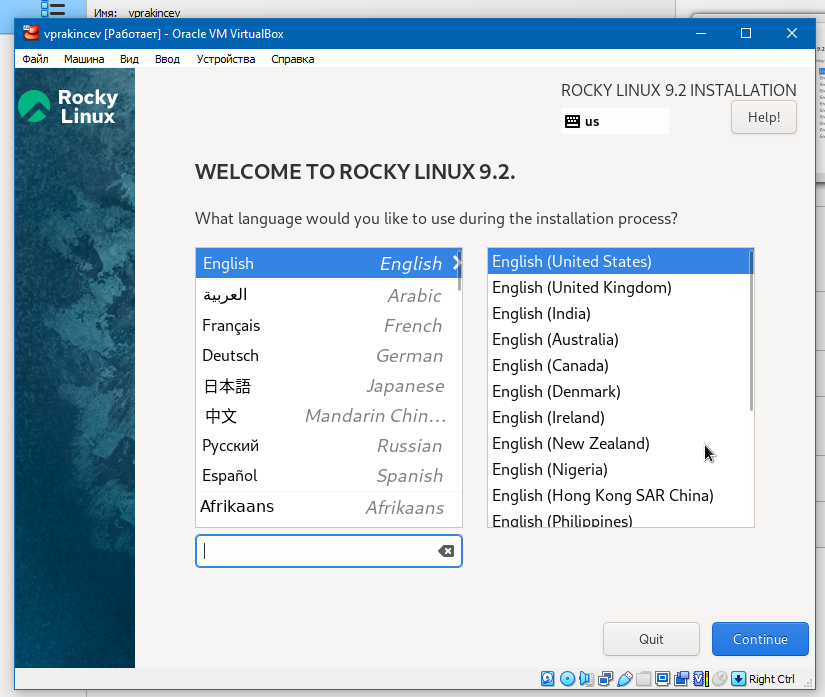 Имя: vprakincev
vprakincev [Работает] - Oracle VM VirtualBox
Файл Машина Вид Ввод Устройства Справка
Rocky
Linux
ROCKY LINUX 9.2 INSTALLATION
us
Help!
WELCOME TO ROCKY LINUX 9.2.
What language would you like to use during the installation process?
English English
العربية Arabic
Français French
Deutsch German
日本語 Japanese
中文 Mandarin Chin...
Русский Russian
Español Spanish
Afrikaans Afrikaans
English (United States)
English (United Kingdom)
English (India)
English (Australia)
English (Canada)
English (Denmark)
English (Ireland)
English (New Zealand)
English (Nigeria)
English (Hong Kong SAR China)
English (Philippines)
Quit
Continue
Right Ctrl